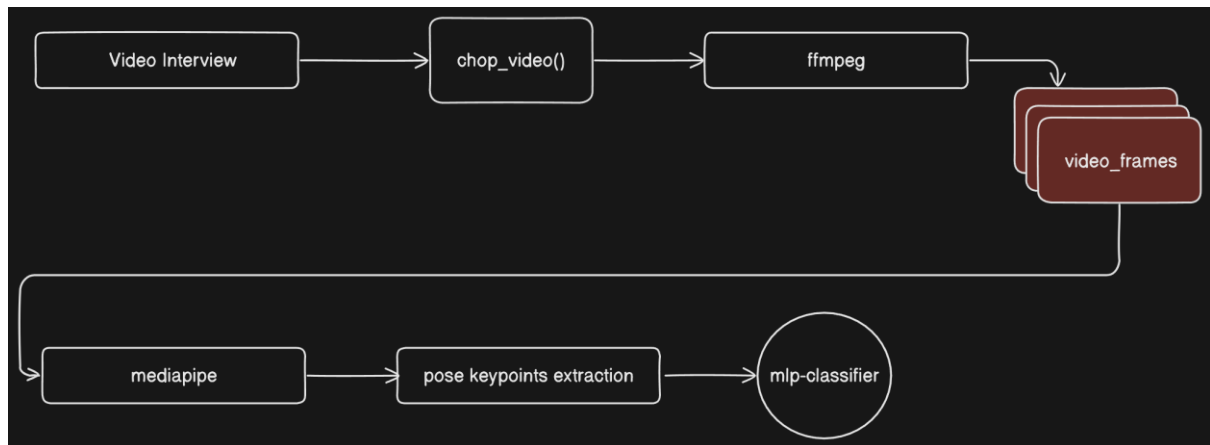 Video Interview
chop_video()
ffmpeg
video_frames
mediapipe
pose keypoints extraction
mlp-classifier